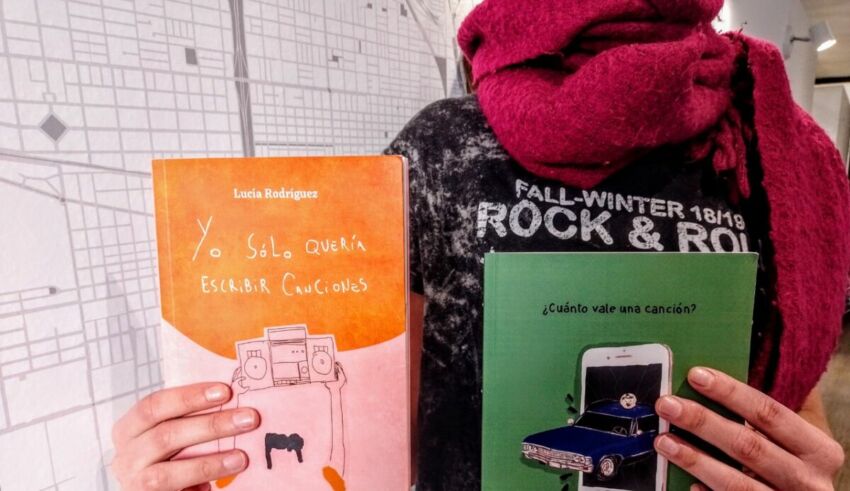 Lucía Rodríguez
Yo SóLo QUERÍA
ESCRIBIR CANCIONES
FALL-WINTER 18/19
ROCK & ROL
¿Cuánto vale una canción?